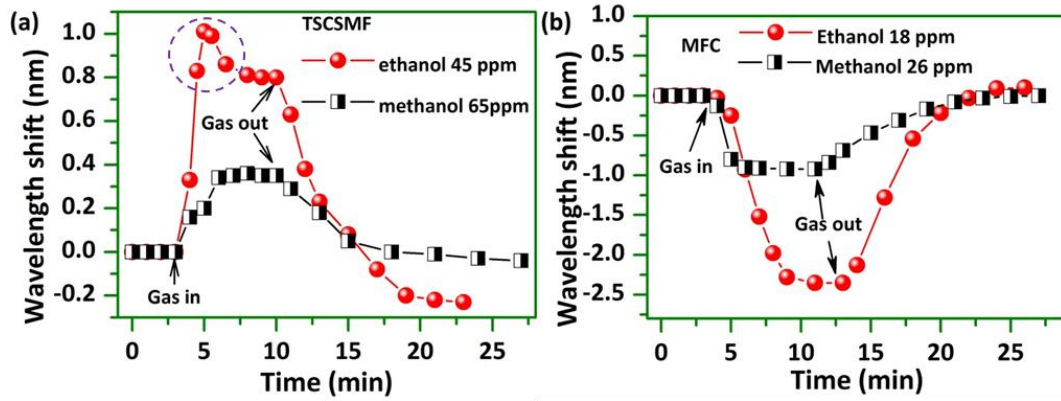 (a)
TSCSMF
ethanol 45 ppm
methanol 65ppm
Gas out
Gas in
Wavelength shift (nm)
1.0
0.8
0.6
0.4
0.2
0.0
-0.2
0 5 10 15 20 25
Time (min)
(b)
MFC
Ethanol 18 ppm
Methanol 26 ppm
Gas in
Gas out
Wavelength shift (nm)
1.0
0.5
0.0
-0.5
-1.0
-1.5
-2.0
-2.5
0 5 10 15 20 25
Time (min)